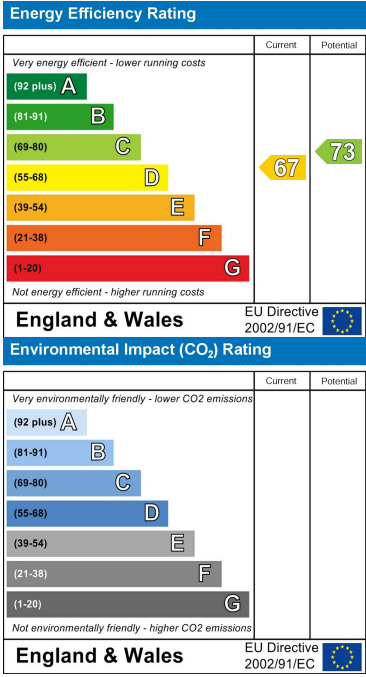 Energy Efficiency Rating
Current Potential
Very energy efficient - lower running costs
(92 plus) A
(81-91) B
(69-80) C
(55-68) D
(39-54) E
(21-38) F
(1-20) G
67 73
Not energy efficient - higher running costs
England & Wales
EU Directive
2002/91/EC
Environmental Impact (CO₂) Rating
Current Potential
Very environmentally friendly - lower CO2 emissions
(92 plus) A
(81-91) B
(69-80) C
(55-68) D
(39-54) E
(21-38) F
(1-20) G
Not environmentally friendly - higher CO2 emissions
England & Wales
EU Directive
2002/91/EC